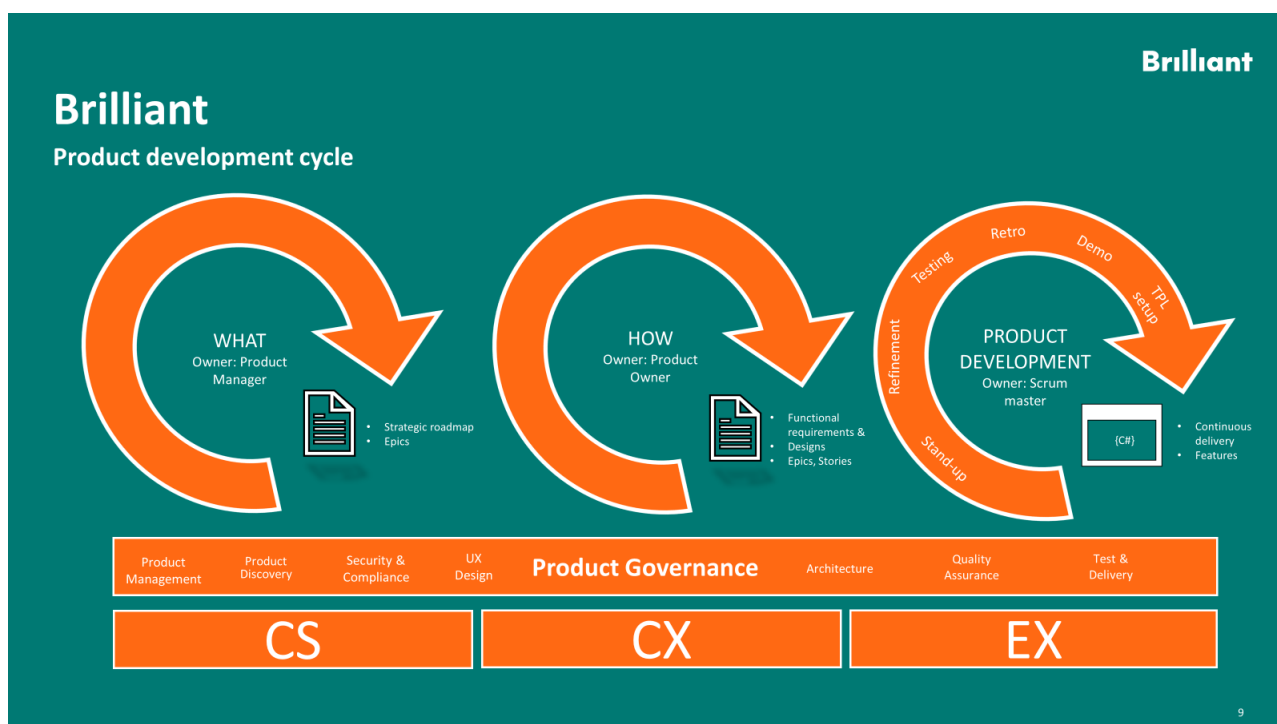 Brilliant
Brilliant
Product development cycle
WHAT
Owner: Product
Manager
• Strategic roadmap
• Epics
HOW
Owner: Product
Owner
• Functional
requirements &
• Designs
• Epics, Stories
Stand-up
Refinement
Testing
Retro
Demo
TPL
setup
PRODUCT
DEVELOPMENT
Owner: Scrum
master
{C#}
• Continuous
delivery
• Features
Product
Management
Product
Discovery
Security &
Compliance
UX
Design
Product Governance
Architecture
Quality
Assurance
Test &
Delivery
CS
CX
EX
9